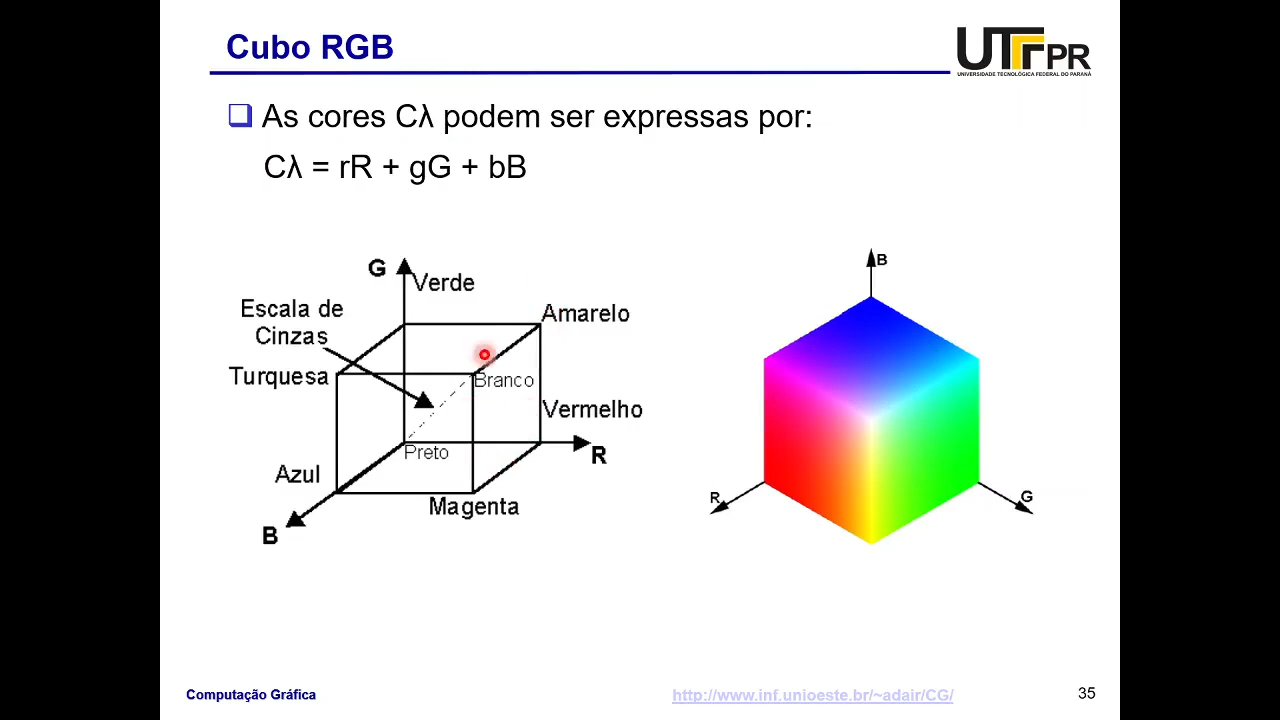 Cubo RGB
UTFPR
UNIVERSIDADE TECNOLÓGICA FEDERAL DO PARANÁ
❑ As cores Cλ podem ser expressas por:
Cλ = rR + gG + bB
G
Verde
Escala de
Cinzas
Amarelo
Turquesa
Branco
Vermelho
Preto
R
Azul
Magenta
B
B
R
G
Computação Gráfica
http://www.inf.unioeste.br/~adair/CG/
35